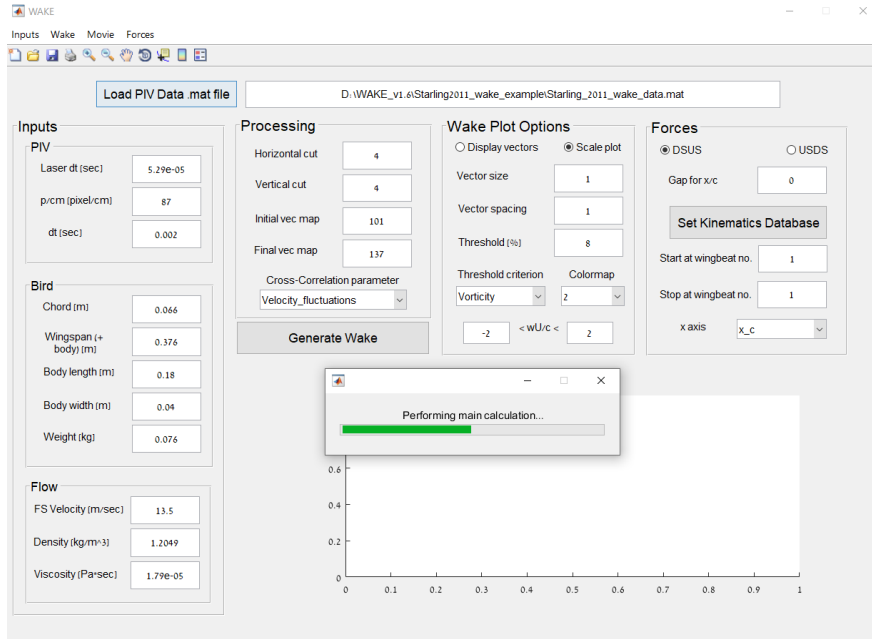 WAKE
Inputs Wake Movie Forces
Load PIV Data .mat file
D:\WAKE_v1.6\Starling2011_wake_example\Starling_2011_wake_data.mat
Inputs
PIV
Laser dt [sec] 5.29e-05
p/cm [pixel/cm] 87
dt [sec] 0.002
Bird
Chord [m] 0.066
Wingspan (+
body) [m] 0.376
Body length [m] 0.18
Body width [m] 0.04
Weight [kg] 0.076
Flow
FS Velocity [m/sec] 13.5
Density [kg/m^3] 1.2049
Viscosity [Pa*sec] 1.79e-05
Processing
Horizontal cut 4
Vertical cut 4
Initial vec map 101
Final vec map 137
Cross-Correlation parameter
Velocity_fluctuations
Generate Wake
Wake Plot Options
Display vectors Scale plot
Vector size 1
Vector spacing 1
Threshold [%] 8
Threshold criterion Colormap
Vorticity 2
-2 < wU/c < 2
Forces
DSUS USDS
Gap for x/c 0
Set Kinematics Database
Start at wingbeat no. 1
Stop at wingbeat no. 1
x axis x_c
Performing main calculation...
0.6
0.4
0.2
0
0 0.1 0.2 0.3 0.4 0.5 0.6 0.7 0.8 0.9 1